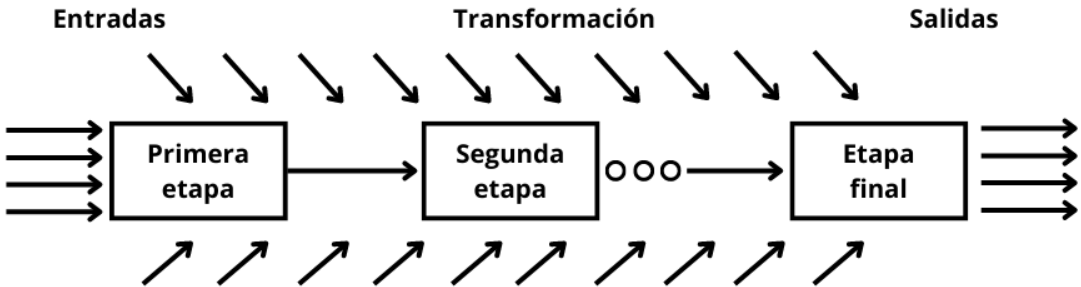 Entradas
Transformación
Salidas
Primera
etapa
Segunda
etapa
Etapa
final